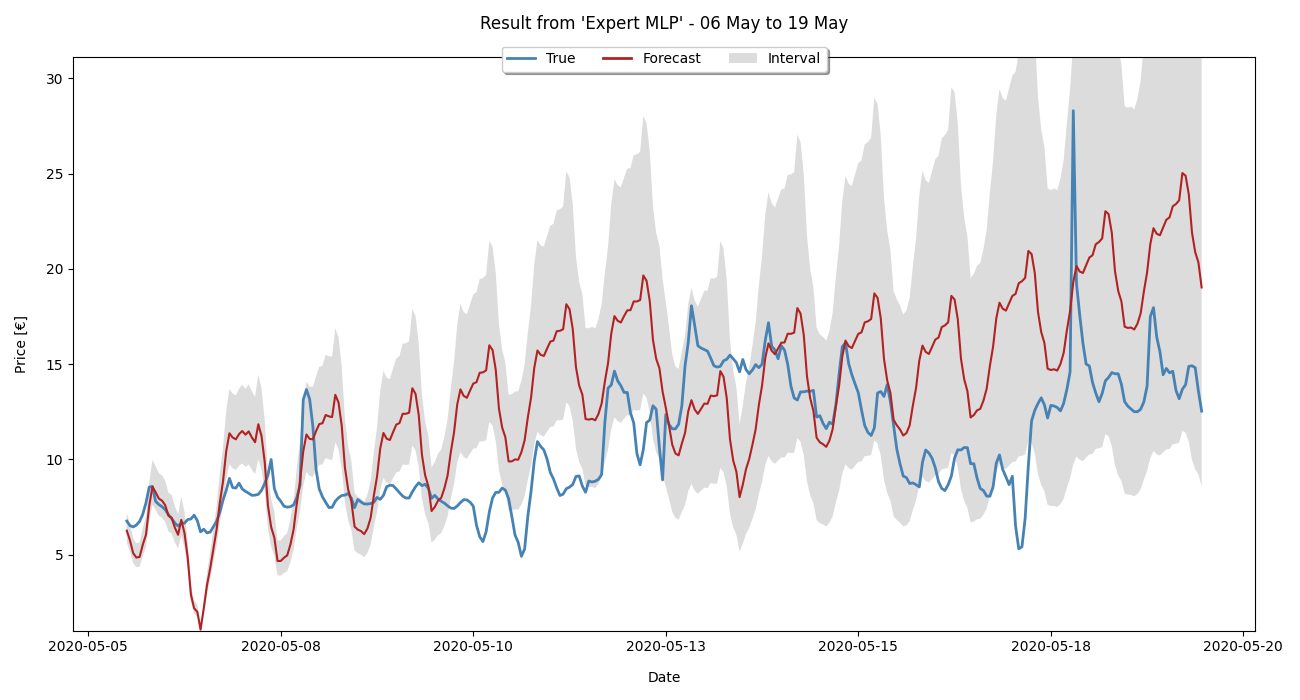 Result from 'Expert MLP' - 06 May to 19 May
True Forecast Interval
30
25
20
15
10
5
Price [€]
2020-05-05 2020-05-08 2020-05-10 2020-05-13 2020-05-15 2020-05-18 2020-05-20
Date